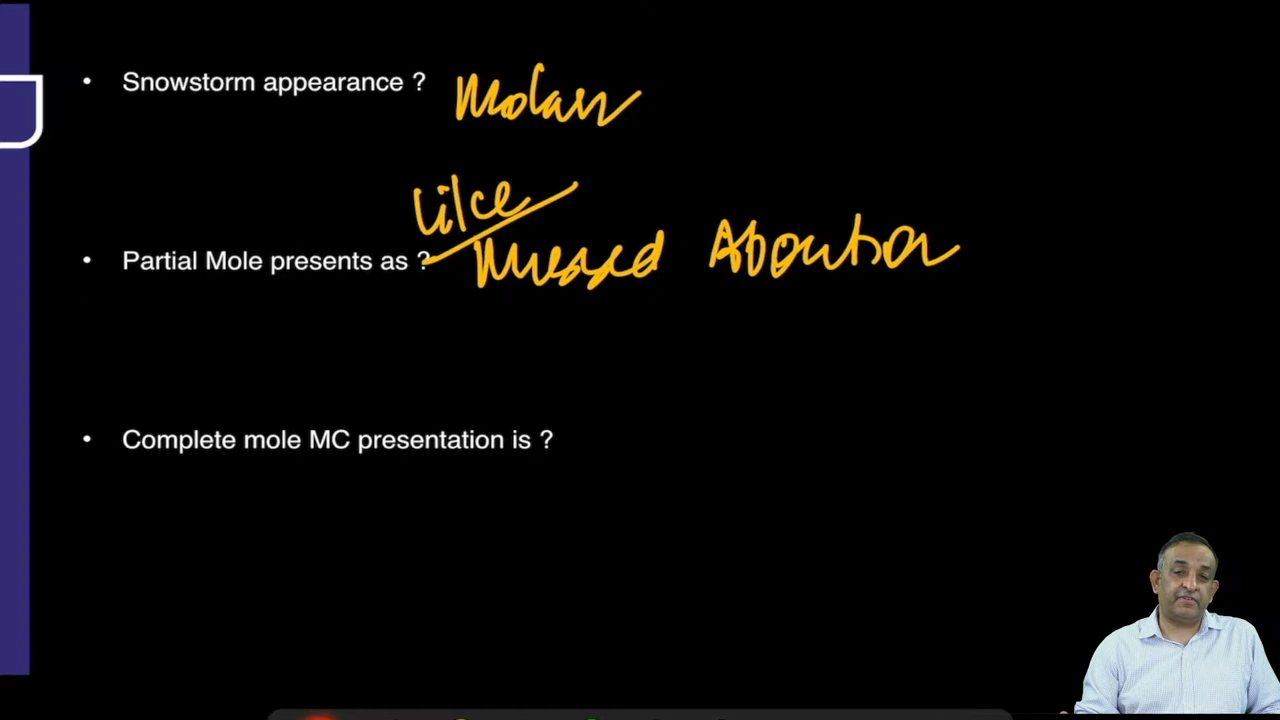 • Snowstorm appearance ? Molar
Like
• Partial Mole presents as ? Missed Abortion
• Complete mole MC presentation is ?